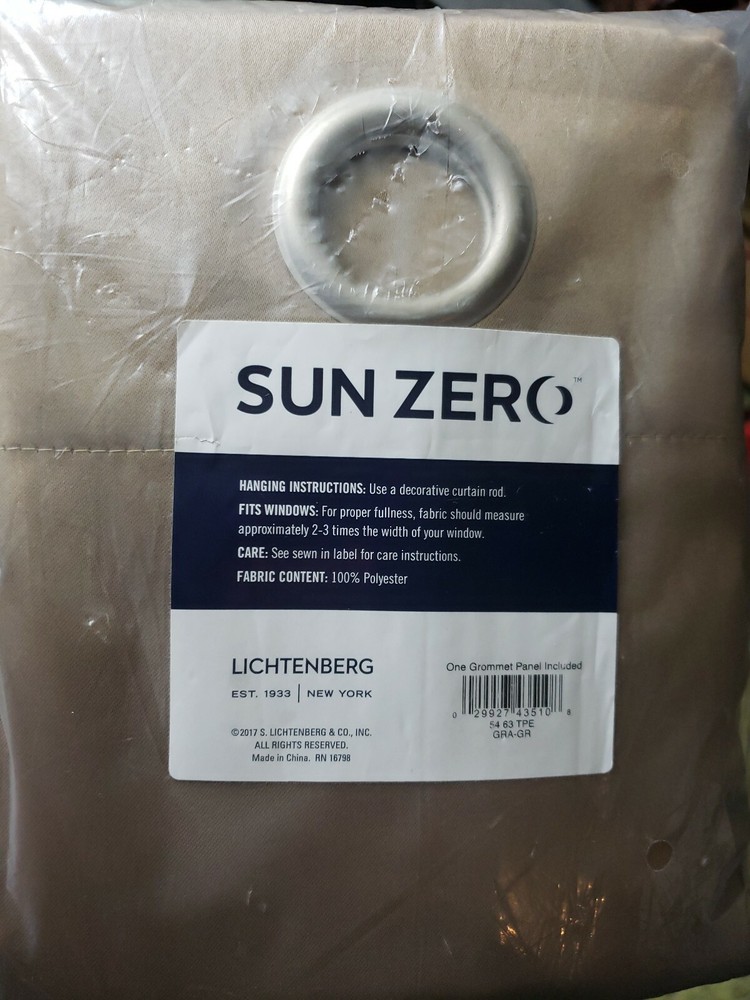 SUN ZERO™
HANGING INSTRUCTIONS: Use a decorative curtain rod.
FITS WINDOWS: For proper fullness, fabric should measure
approximately 2-3 times the width of your window.
CARE: See sewn in label for care instructions.
FABRIC CONTENT: 100% Polyester
LICHTENBERG
EST. 1933 | NEW YORK
©2017 S. LICHTENBERG & CO., INC.
ALL RIGHTS RESERVED.
Made in China. RN 16798
One Grommet Panel Included
0 29927 43510 8
54 63 TPE
GRA-GR